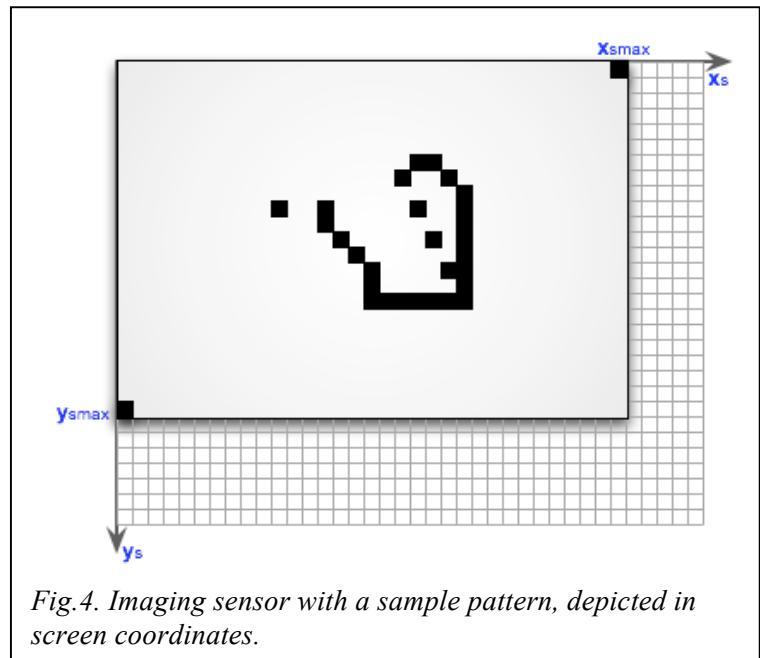 xsmax
xs
ysmax
ys
Fig.4. Imaging sensor with a sample pattern, depicted in
screen coordinates.